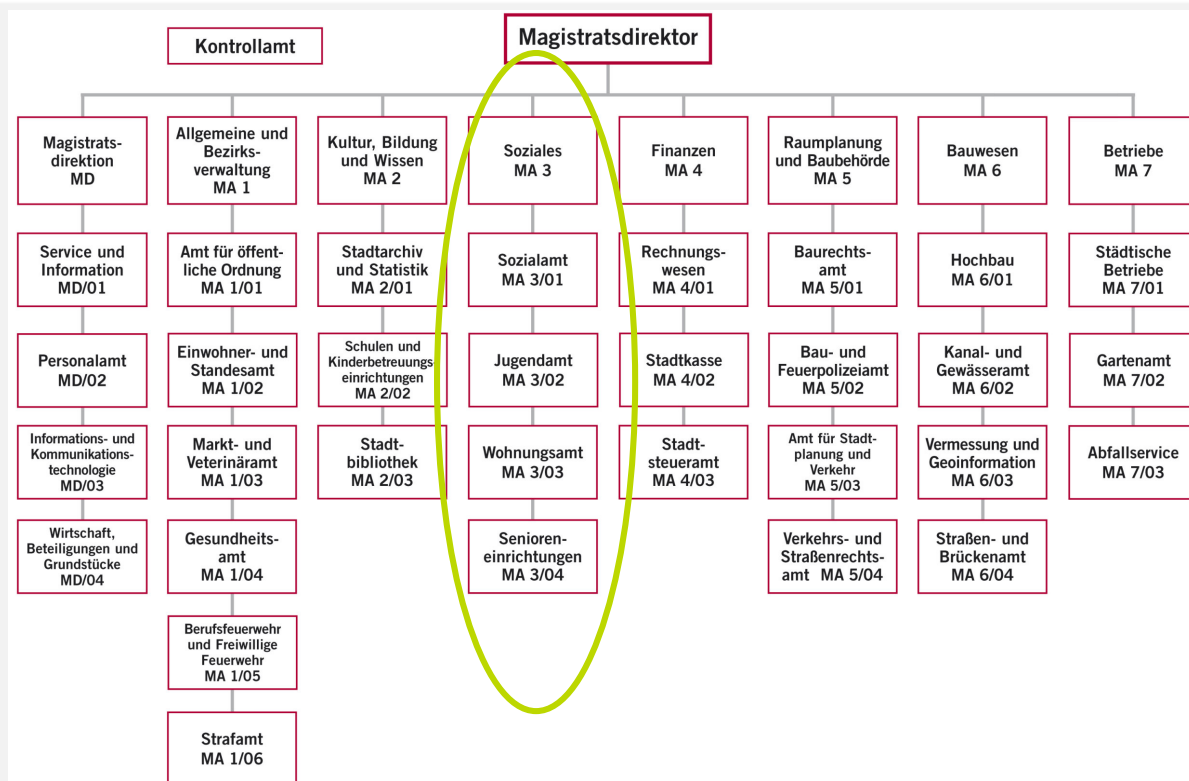 Kontrollamt
Magistratsdirektor
Magistrats-
direktion
MD
Allgemeine und
Bezirks-
verwaltung
MA 1
Kultur, Bildung
und Wissen
MA 2
Soziales
MA 3
Finanzen
MA 4
Raumplanung
und Baubehörde
MA 5
Bauwesen
MA 6
Betriebe
MA 7
Service und
Information
MD/01
Amt für öffent-
liche Ordnung
MA 1/01
Stadtarchiv
und Statistik
MA 2/01
Sozialamt
MA 3/01
Rechnungs-
wesen
MA 4/01
Baurechts-
amt
MA 5/01
Hochbau
MA 6/01
Städtische
Betriebe
MA 7/01
Personalamt
MD/02
Einwohner- und
Standesamt
MA 1/02
Schulen und
Kinderbetreuungs-
einrichtungen
MA 2/02
Jugendamt
MA 3/02
Stadtkasse
MA 4/02
Bau- und
Feuerpolizeiamt
MA 5/02
Kanal- und
Gewässeramt
MA 6/02
Gartenamt
MA 7/02
Informations- und
Kommunikations-
technologie
MD/03
Markt- und
Veterinäramt
MA 1/03
Stadt-
bibliothek
MA 2/03
Wohnungsamt
MA 3/03
Stadt-
steueramt
MA 4/03
Amt für Stadt-
planung und
Verkehr
MA 5/03
Vermessung und
Geoinformation
MA 6/03
Abfallservice
MA 7/03
Wirtschaft,
Beteiligungen und
Grundstücke
MD/04
Gesundheits-
amt
MA 1/04
Senioren-
einrichtungen
MA 3/04
Verkehrs- und
Straßenrechts-
amt MA 5/04
Straßen- und
Brückenamt
MA 6/04
Berufsfeuerwehr
und Freiwillige
Feuerwehr
MA 1/05
Strafamt
MA 1/06